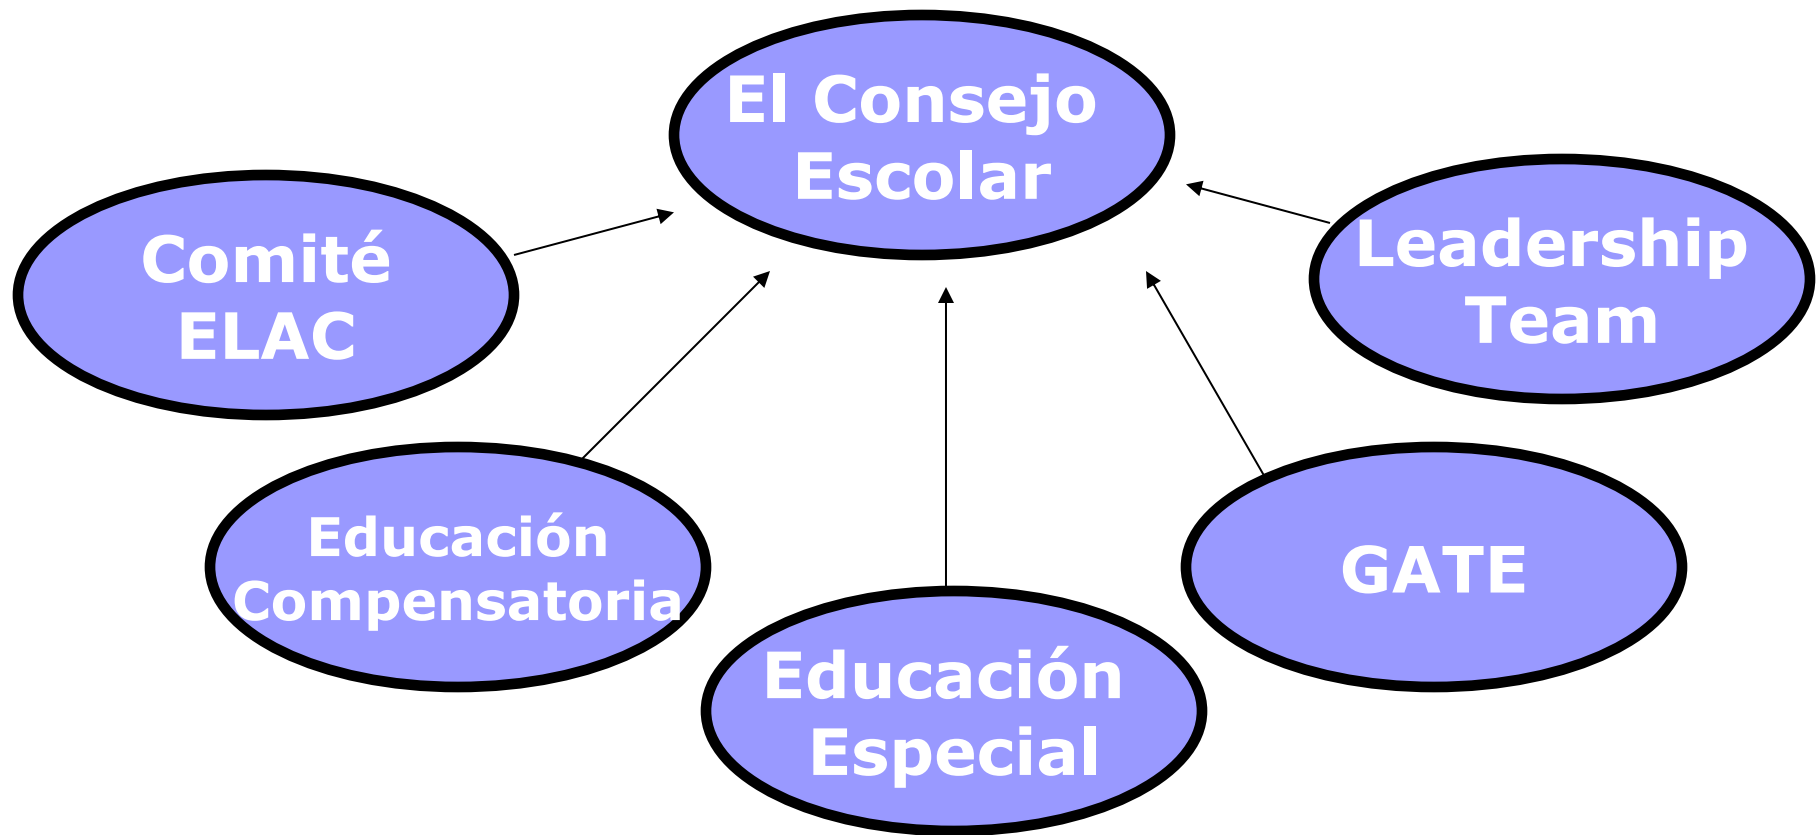 El Consejo
Escolar
Comité
ELAC
Leadership
Team
Educación
Compensatoria
GATE
Educación
Especial